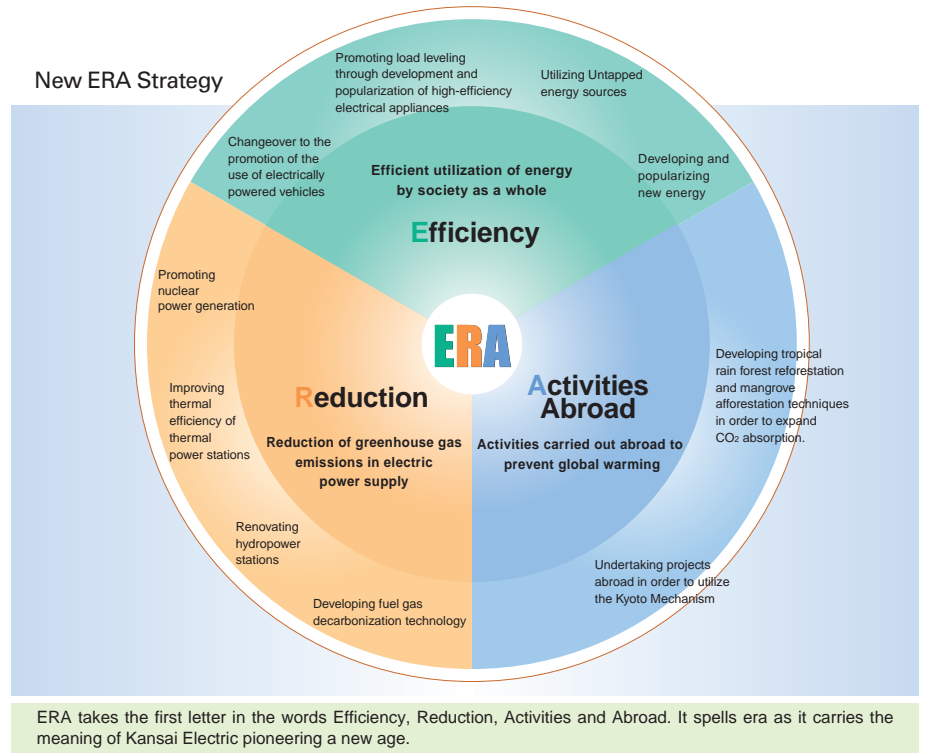 New ERA Strategy
Promoting load leveling
through development and
popularization of high-efficiency
electrical appliances
Utilizing Untapped
energy sources
Changeover to the
promotion of the
use of electrically
powered vehicles
Developing and
popularizing
new energy
Efficient utilization of energy
by society as a whole
Efficiency
ERA
Promoting
nuclear
power generation
Improving
thermal
efficiency of
thermal
power stations
Renovating
hydropower
stations
Developing fuel gas
decarbonization technology
Reduction
Reduction of greenhouse gas
emissions in electric
power supply
Activities
Abroad
Activities carried out abroad to
prevent global warming
Developing tropical
rain forest reforestation
and mangrove
afforestation techniques
in order to expand
CO2 absorption.
Undertaking projects
abroad in order to utilize
the Kyoto Mechanism
ERA takes the first letter in the words Efficiency, Reduction, Activities and Abroad. It spells era as it carries the
meaning of Kansai Electric pioneering a new age.